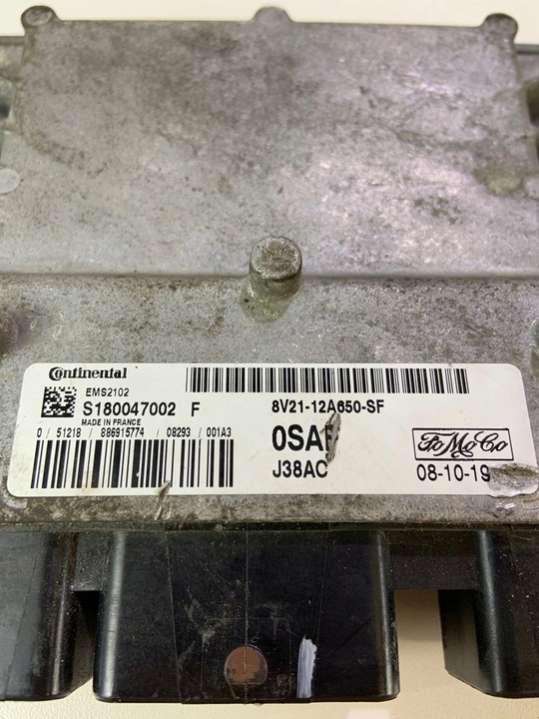 Continental
EMS2102
S180047002 F
MADE IN FRANCE
0 / 51218 / 886915774 / 08293 / 001A3
8V21-12A650-SF
J38AC
FoMoCo
08-10-19